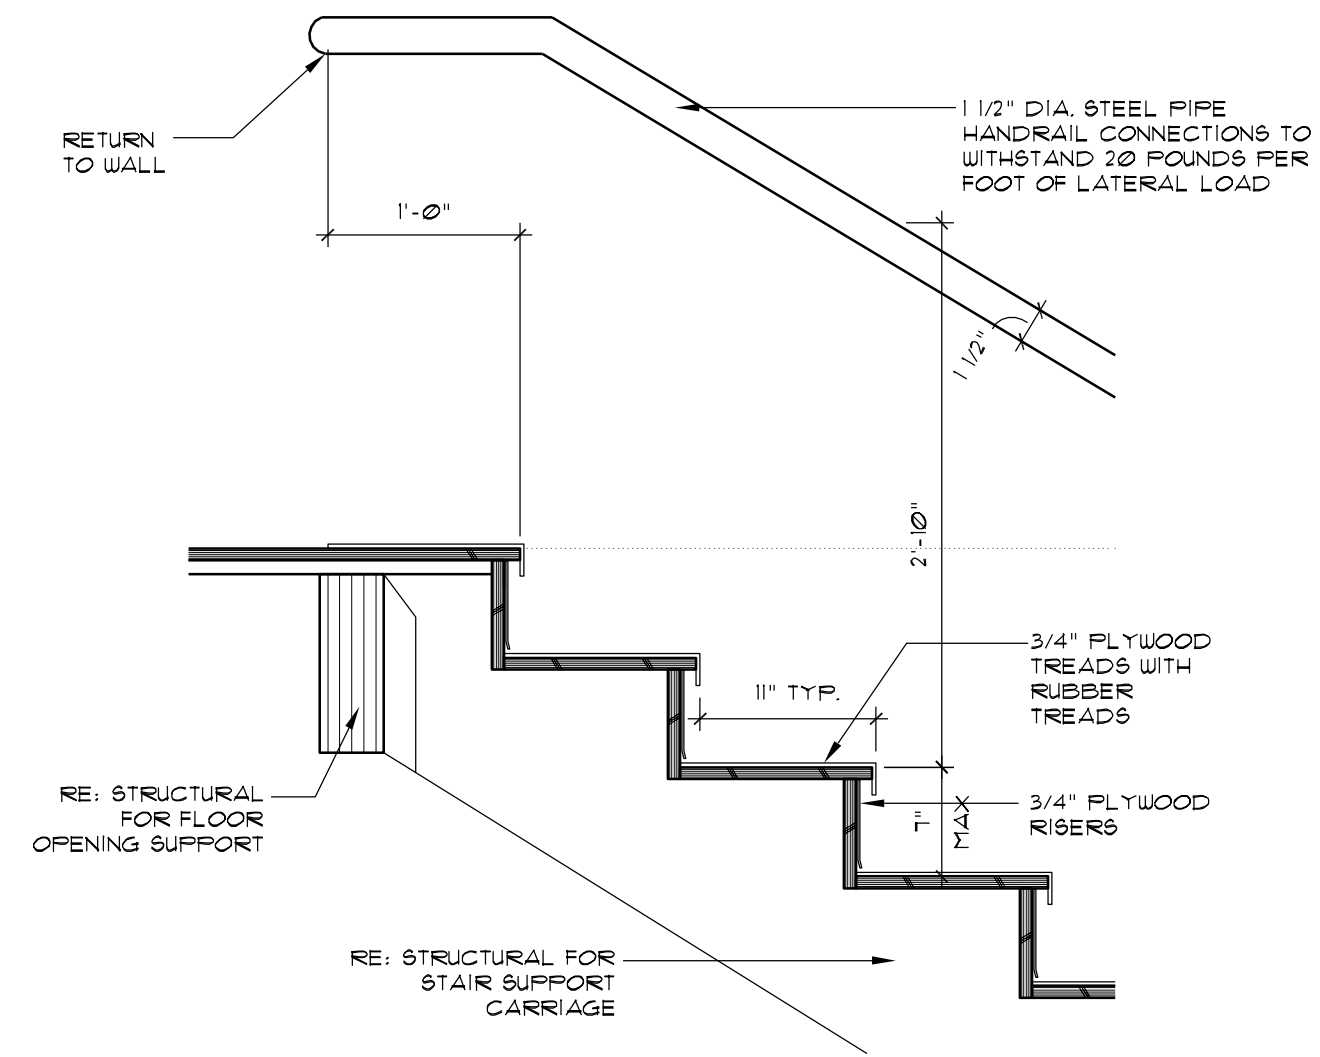 1 1/2" DIA. STEEL PIPE
HANDRAIL CONNECTIONS TO
WITHSTAND 20 POUNDS PER
FOOT OF LATERAL LOAD
RETURN
TO WALL
1'-0"
1 1/2"
2'-10"
3/4" PLYWOOD
TREADS WITH
RUBBER
TREADS
11" TYP.
RE: STRUCTURAL
FOR FLOOR
OPENING SUPPORT
7"
MAX
3/4" PLYWOOD
RISERS
RE: STRUCTURAL FOR
STAIR SUPPORT
CARRIAGE